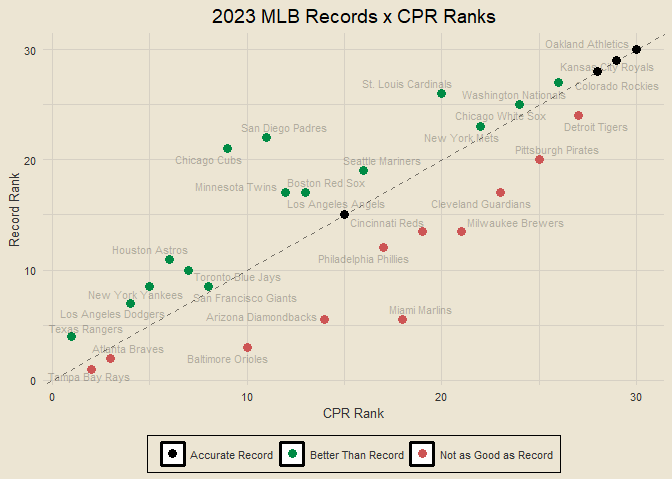 2023 MLB Records x CPR Ranks
Oakland Athletics
30
Kansas City Royals
St. Louis Cardinals
Colorado Rockies
Washington Nationals
Chicago White Sox
San Diego Padres
Detroit Tigers
New York Mets
Pittsburgh Pirates
Chicago Cubs
Seattle Mariners
20
Boston Red Sox
Minnesota Twins
Los Angeles Angels
Cleveland Guardians
Cincinnati Reds
Milwaukee Brewers
Record Rank
Houston Astros
Philadelphia Phillies
10
Toronto Blue Jays
New York Yankees
San Francisco Giants
Los Angeles Dodgers
Arizona Diamondbacks
Miami Marlins
Texas Rangers
Atlanta Braves
Baltimore Orioles
Tampa Bay Rays
0
0 10 20 30
CPR Rank
Accurate Record Better Than Record Not as Good as Record